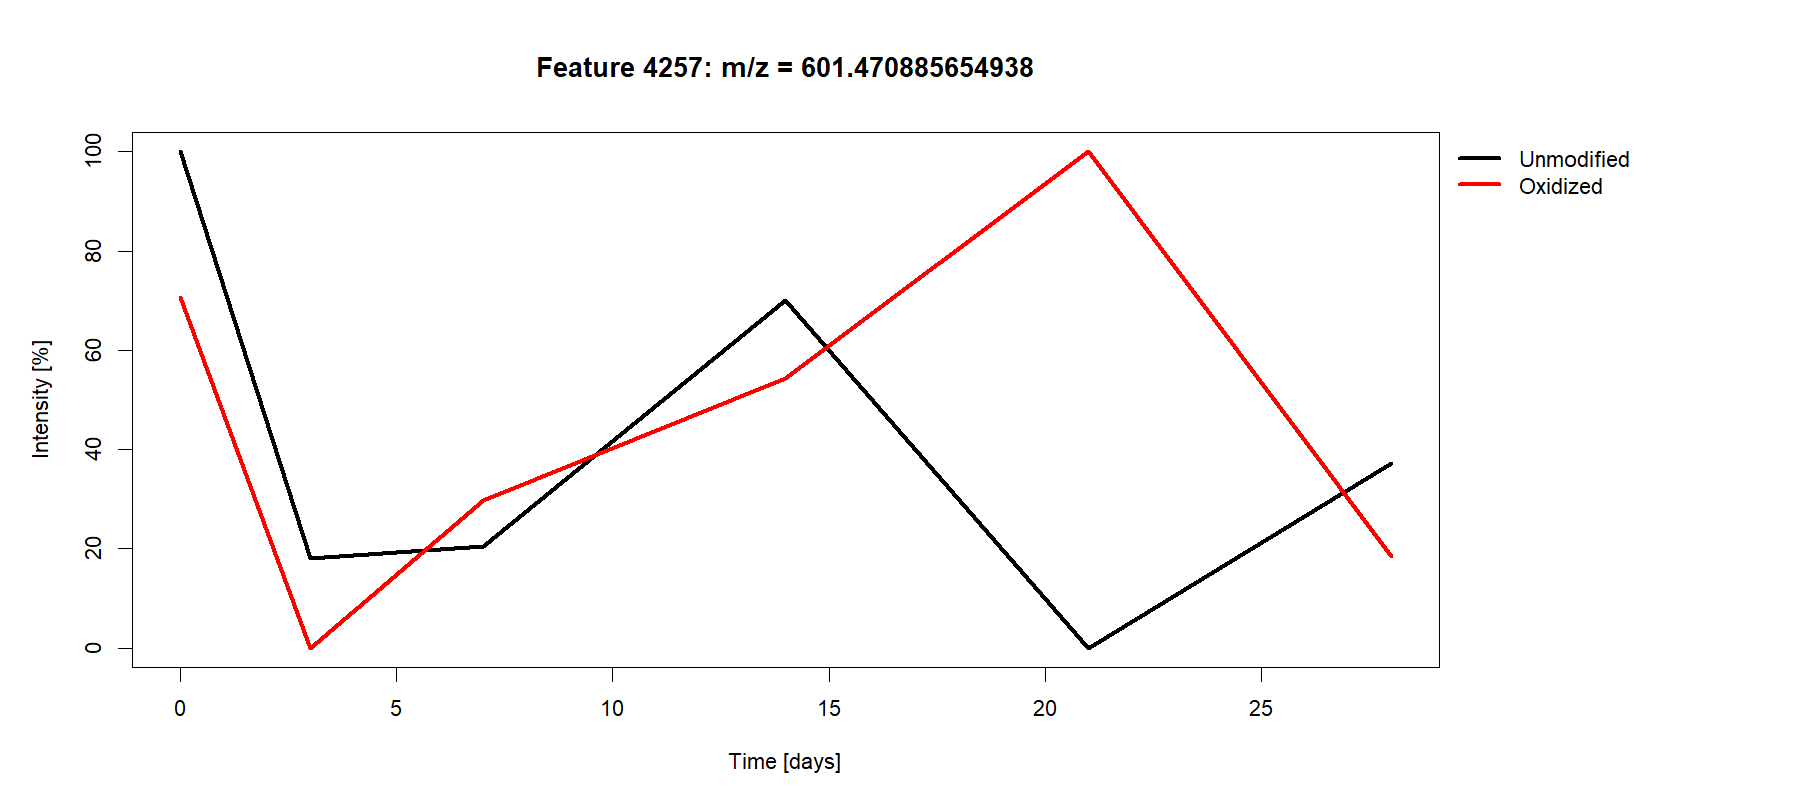 Feature 4257: m/z = 601.470885654938
Unmodified
Oxidized
Intensity [%]
100
80
60
40
20
0
0 5 10 15 20 25
Time [days]